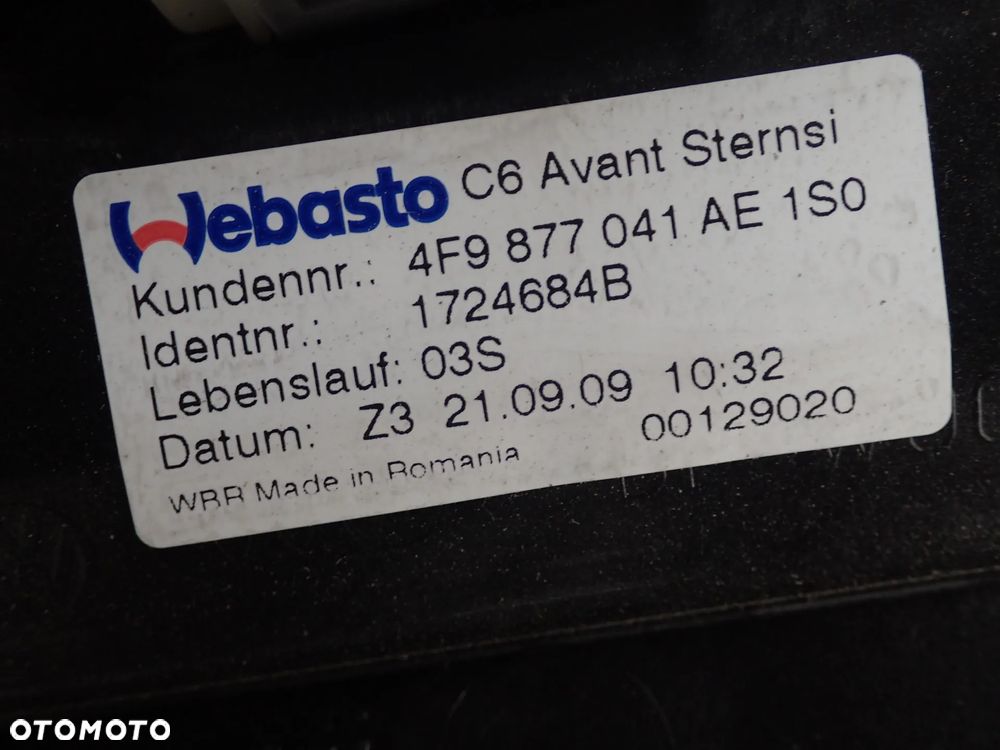 Webasto C6 Avant Sternsi
Kundennr.: 4F9 877 041 AE 1S0
Identnr.: 1724684B
Lebenslauf: 03S
Datum: Z3 21.09.09 10:32
WRR Made in Romania 00129020
OTOMOTO